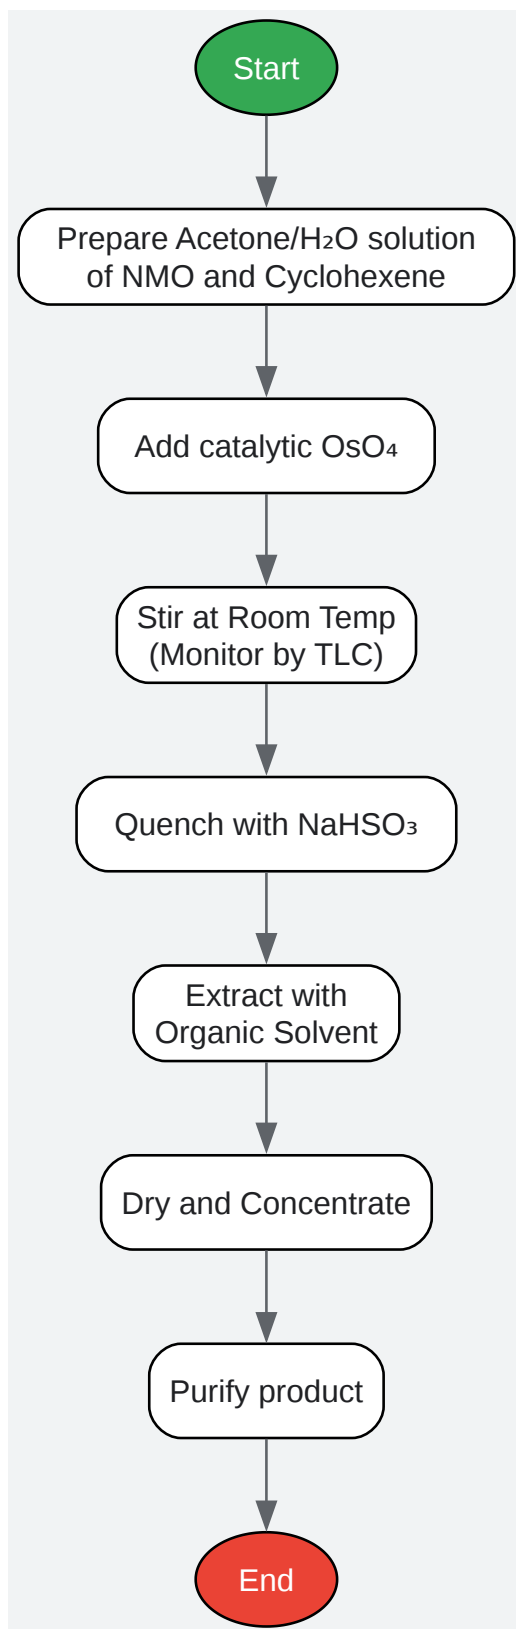 Start
Prepare Acetone/H₂O solution
of NMO and Cyclohexene
Add catalytic OsO₄
Stir at Room Temp
(Monitor by TLC)
Quench with NaHSO₃
Extract with
Organic Solvent
Dry and Concentrate
Purify product
End